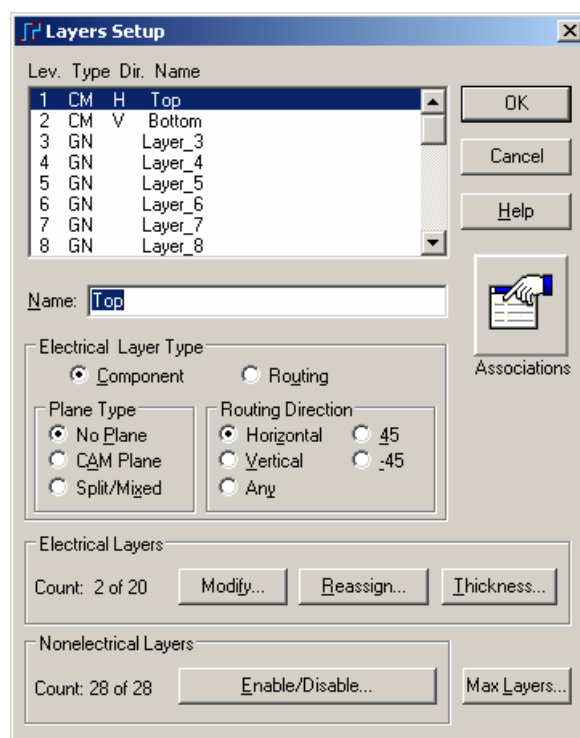 Layers Setup
Lev. Type Dir. Name
1 CM H Top
2 CM V Bottom
3 GN Layer_3
4 GN Layer_4
5 GN Layer_5
6 GN Layer_6
7 GN Layer_7
8 GN Layer_8
OK
Cancel
Help
Name: Top
Associations
Electrical Layer Type
Component Routing
Plane Type
No Plane
CAM Plane
Split/Mixed
Routing Direction
Horizontal 45
Vertical -45
Any
Electrical Layers
Count: 2 of 20 Modify... Reassign... Thickness...
Nonelectrical Layers
Count: 28 of 28 Enable/Disable... Max Layers...